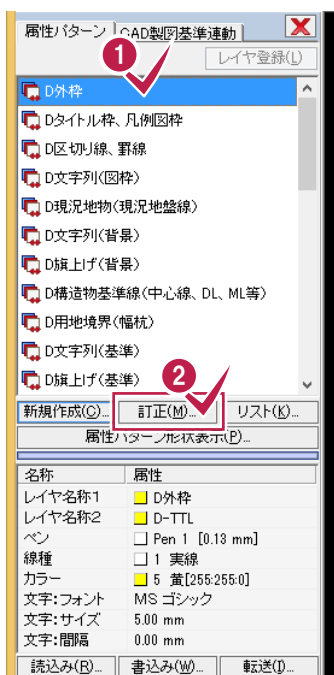 属性パターン CAD製図基準連動
1
レイヤ登録(L)
D外枠
Dタイトル枠、凡例図枠
D区切り線、罫線
D文字列(図枠)
D現況地物(現況地盤線)
D文字列(背景)
D旗上げ(背景)
D構造物基準線(中心線、DL、ML等)
D用地境界(幅杭)
D文字列(基準)
D旗上げ(基準)
2
新規作成(C)... 訂正(M)... リスト(K)...
属性パターン形状表示(P)...
名称 属性
レイヤ名称1 D外枠
レイヤ名称2 D-TTL
ペン Pen 1 [0.13 mm]
線種 1 実線
カラー 5 黄[255:255:0]
文字:フォント MS ゴシック
文字:サイズ 5.00 mm
文字:間隔 0.00 mm
読込み(R)... 書込み(W)... 転送(I)...